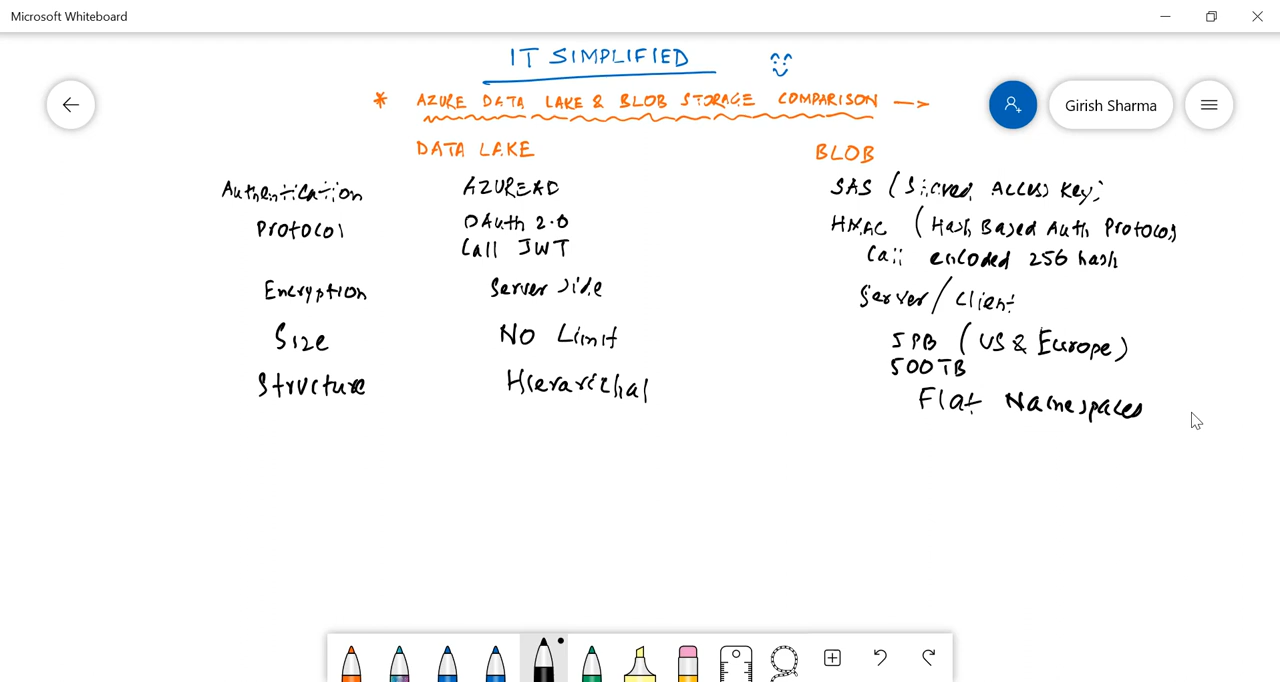 Microsoft Whiteboard
IT SIMPLIFIED
* AZURE DATA LAKE & BLOB STORAGE COMPARISON -->
Girish Sharma
DATA LAKE BLOB
Authentication AZUREAD SAS ( Access Key)
Protocol OAuth 2.0 HMAC (Hash Based Auth Protocol
Call JWT Call encoded 256 hash
Encryption Server side Server/Client
Size No Limit 5PB (US & Europe)
500TB
Structure Hierarichal Flat Namespaces